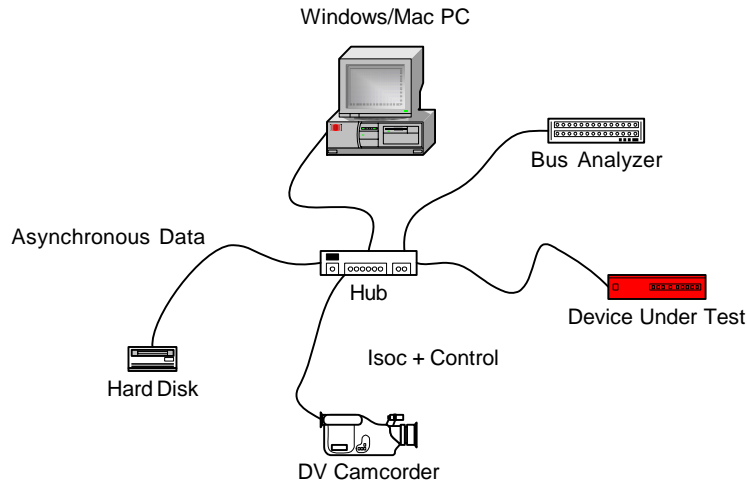 Windows/Mac PC
Bus Analyzer
Asynchronous Data
Hub
Device Under Test
Isoc + Control
Hard Disk
DV Camcorder